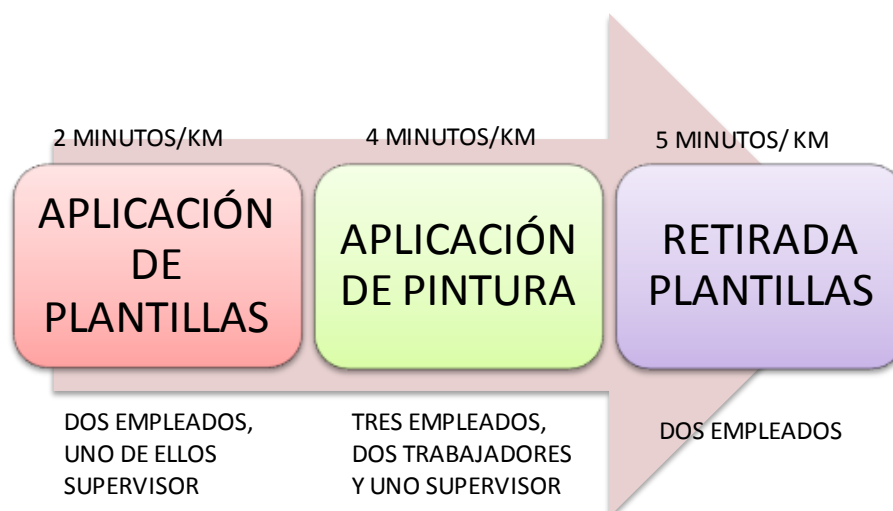 2 MINUTOS/KM
4 MINUTOS/KM
5 MINUTOS/ KM
APLICACIÓN
DE
PLANTILLAS
APLICACIÓN
DE PINTURA
RETIRADA
PLANTILLAS
DOS EMPLEADOS,
UNO DE ELLOS
SUPERVISOR
TRES EMPLEADOS,
DOS TRABAJADORES
Y UNO SUPERVISOR
DOS EMPLEADOS